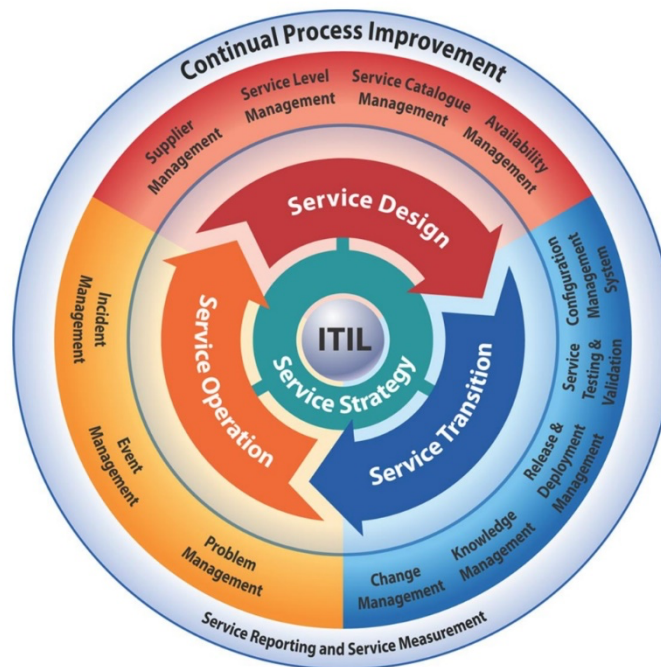 Continual Process Improvement
Supplier
Management
Service Level
Management
Service Catalogue
Management
Availability
Management
Configuration
Management
System
Service
Testing &
Validation
Release &
Deployment
Management
Knowledge
Management
Change
Management
Problem
Management
Event
Management
Incident
Management
Service Design
Service Transition
Service Operation
Service Strategy
ITIL
Service Reporting and Service Measurement